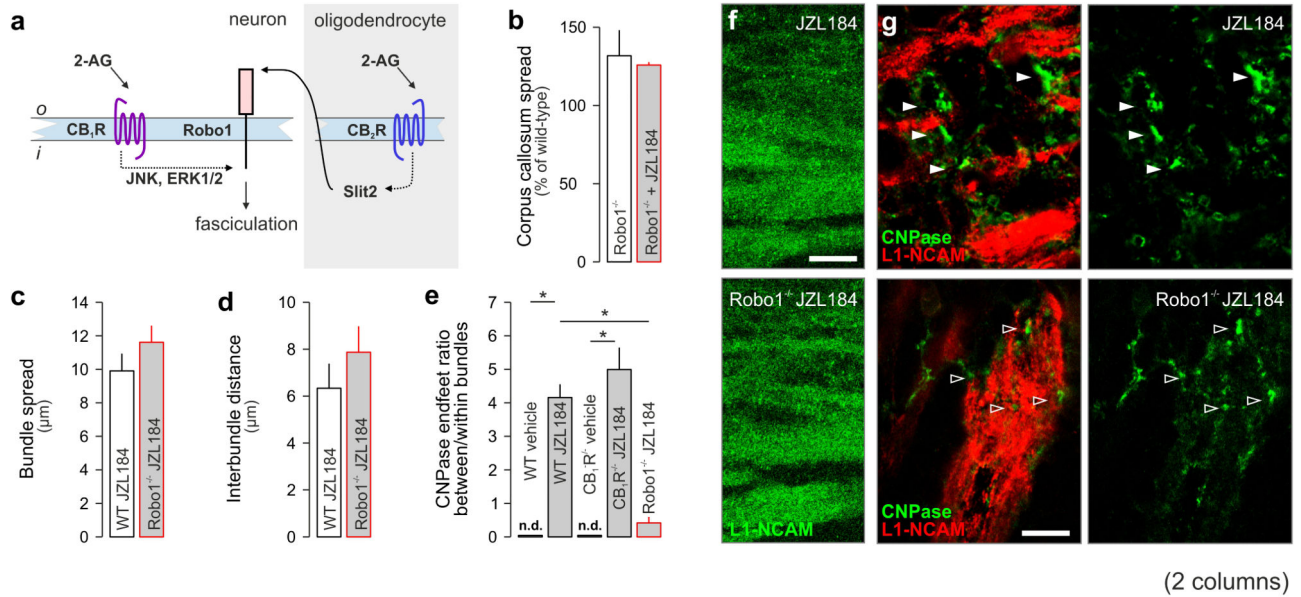 a
neuron
oligodendrocyte
2-AG
2-AG
o
CB₁R
Robo1
CB₂R
i
JNK, ERK1/2
Slit2
fasciculation
b
Corpus callosum spread
(% of wild-type)
150
100
50
0
Robo1⁻/⁻
Robo1⁻/⁻ + JZL184
c
Bundle spread
(µm)
14
12
10
8
6
4
2
0
WT JZL184
Robo1⁻/⁻ JZL184
d
Interbundle distance
(µm)
10
8
6
4
2
0
WT JZL184
Robo1⁻/⁻ JZL184
e
CNPase endfeet ratio
between/within bundles
7
6
5
4
3
2
1
0
*
*
*
n.d.
WT vehicle
WT JZL184
n.d.
CB₁R⁻/⁻ vehicle
CB₁R⁻/⁻ JZL184
Robo1⁻/⁻ JZL184
f
JZL184
Robo1⁻/⁻ JZL184
L1-NCAM
g
CNPase
L1-NCAM
JZL184
CNPase
L1-NCAM
Robo1⁻/⁻ JZL184
(2 columns)